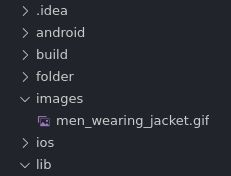 .idea
android
build
folder
images
men_wearing_jacket.gif
ios
lib